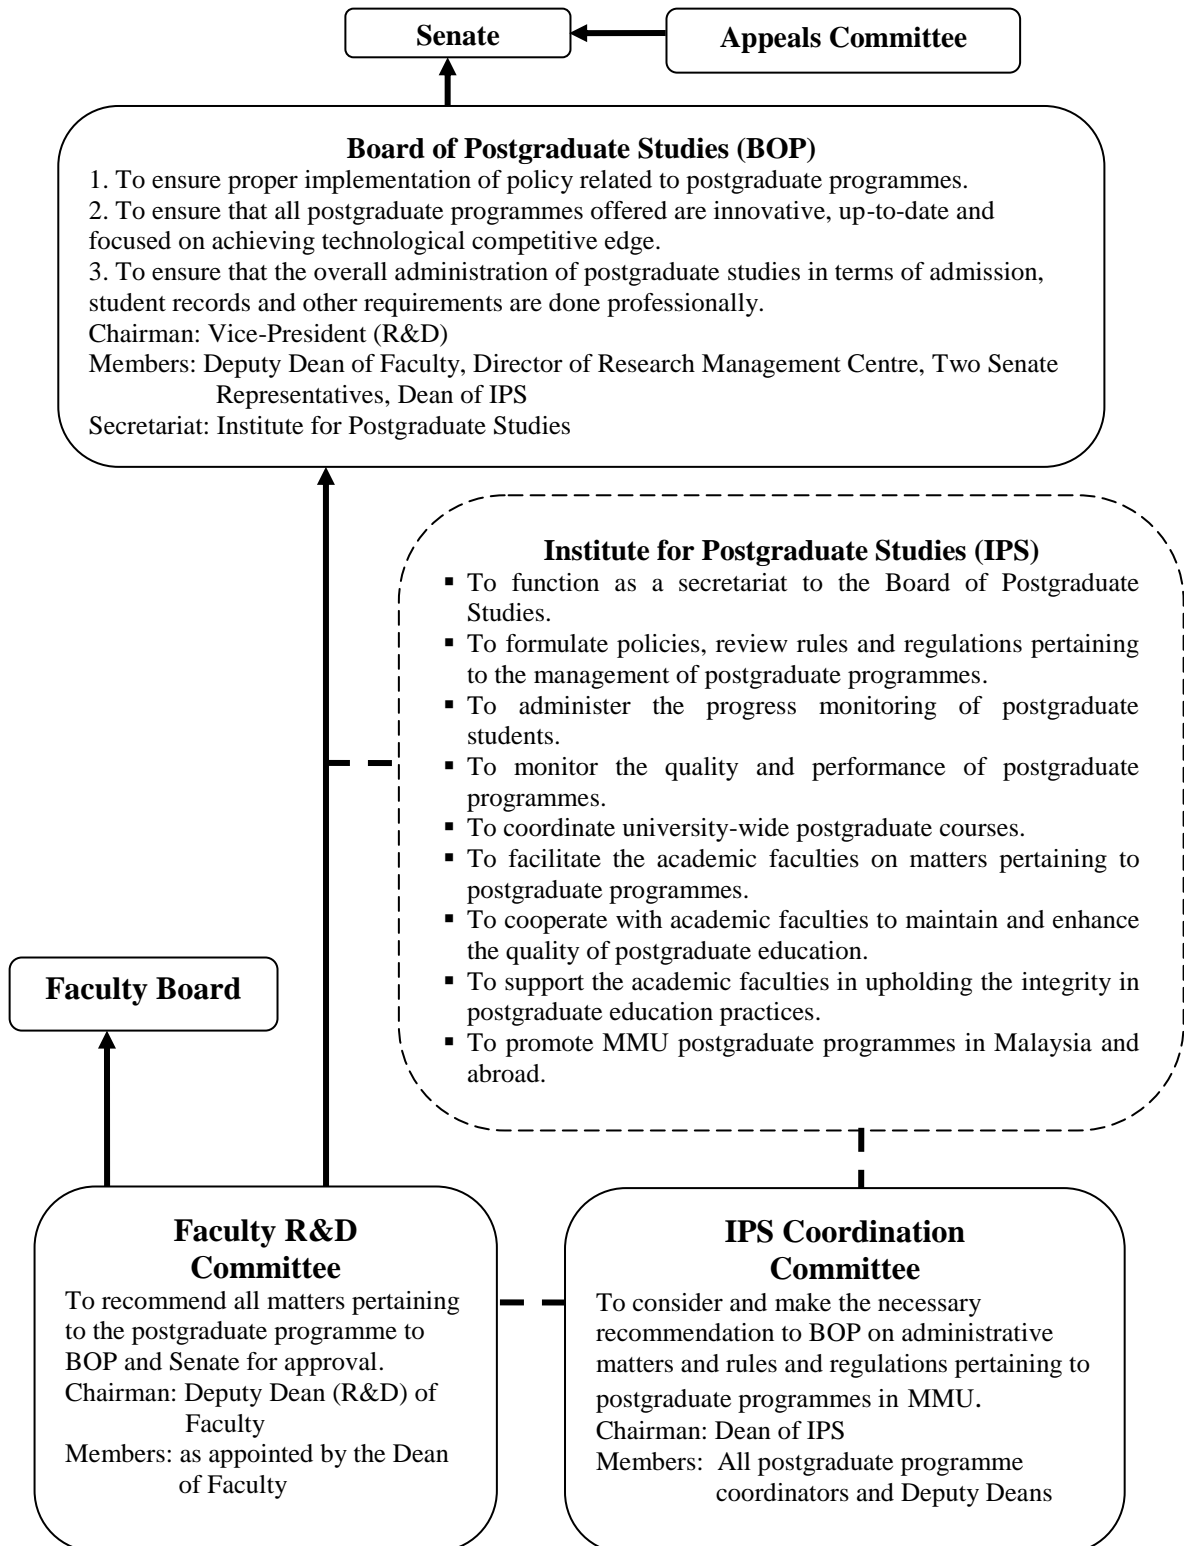 Senate
Appeals Committee
Board of Postgraduate Studies (BOP)
1. To ensure proper implementation of policy related to postgraduate programmes.
2. To ensure that all postgraduate programmes offered are innovative, up-to-date and
focused on achieving technological competitive edge.
3. To ensure that the overall administration of postgraduate studies in terms of admission,
student records and other requirements are done professionally.
Chairman: Vice-President (R&D)
Members: Deputy Dean of Faculty, Director of Research Management Centre, Two Senate
Representatives, Dean of IPS
Secretariat: Institute for Postgraduate Studies
Institute for Postgraduate Studies (IPS)
▪ To function as a secretariat to the Board of Postgraduate
Studies.
▪ To formulate policies, review rules and regulations pertaining
to the management of postgraduate programmes.
▪ To administer the progress monitoring of postgraduate
students.
▪ To monitor the quality and performance of postgraduate
programmes.
▪ To coordinate university-wide postgraduate courses.
▪ To facilitate the academic faculties on matters pertaining to
postgraduate programmes.
▪ To cooperate with academic faculties to maintain and enhance
the quality of postgraduate education.
▪ To support the academic faculties in upholding the integrity in
postgraduate education practices.
▪ To promote MMU postgraduate programmes in Malaysia and
abroad.
Faculty Board
Faculty R&D
Committee
To recommend all matters pertaining
to the postgraduate programme to
BOP and Senate for approval.
Chairman: Deputy Dean (R&D) of
Faculty
Members: as appointed by the Dean
of Faculty
IPS Coordination
Committee
To consider and make the necessary
recommendation to BOP on administrative
matters and rules and regulations pertaining to
postgraduate programmes in MMU.
Chairman: Dean of IPS
Members: All postgraduate programme
coordinators and Deputy Deans